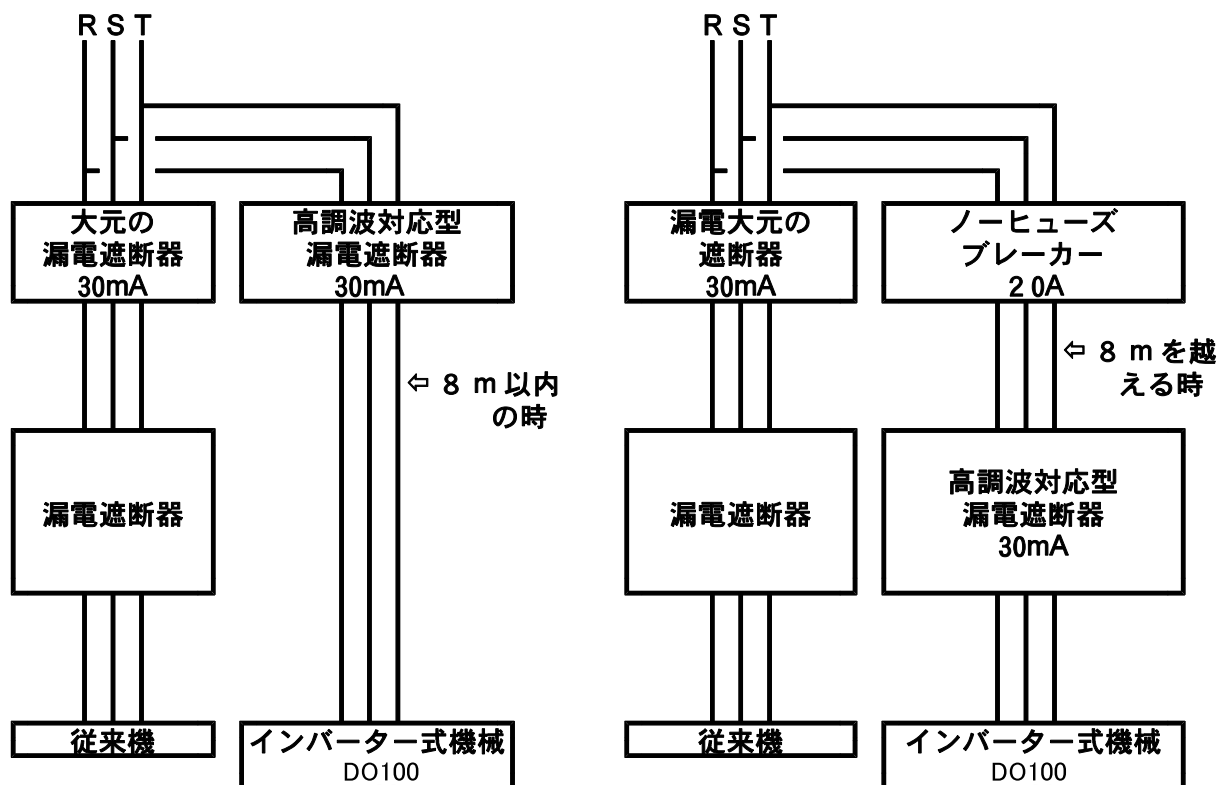 R S T
大元の
漏電遮断器
30mA
高調波対応型
漏電遮断器
30mA
⇦ 8 m 以内
の時
漏電遮断器
従来機
インバーター式機械
DO100
R S T
漏電大元の
遮断器
30mA
ノーヒューズ
ブレーカー
２0A
⇦ 8 m を越
える時
漏電遮断器
高調波対応型
漏電遮断器
30mA
従来機
インバーター式機械
DO100